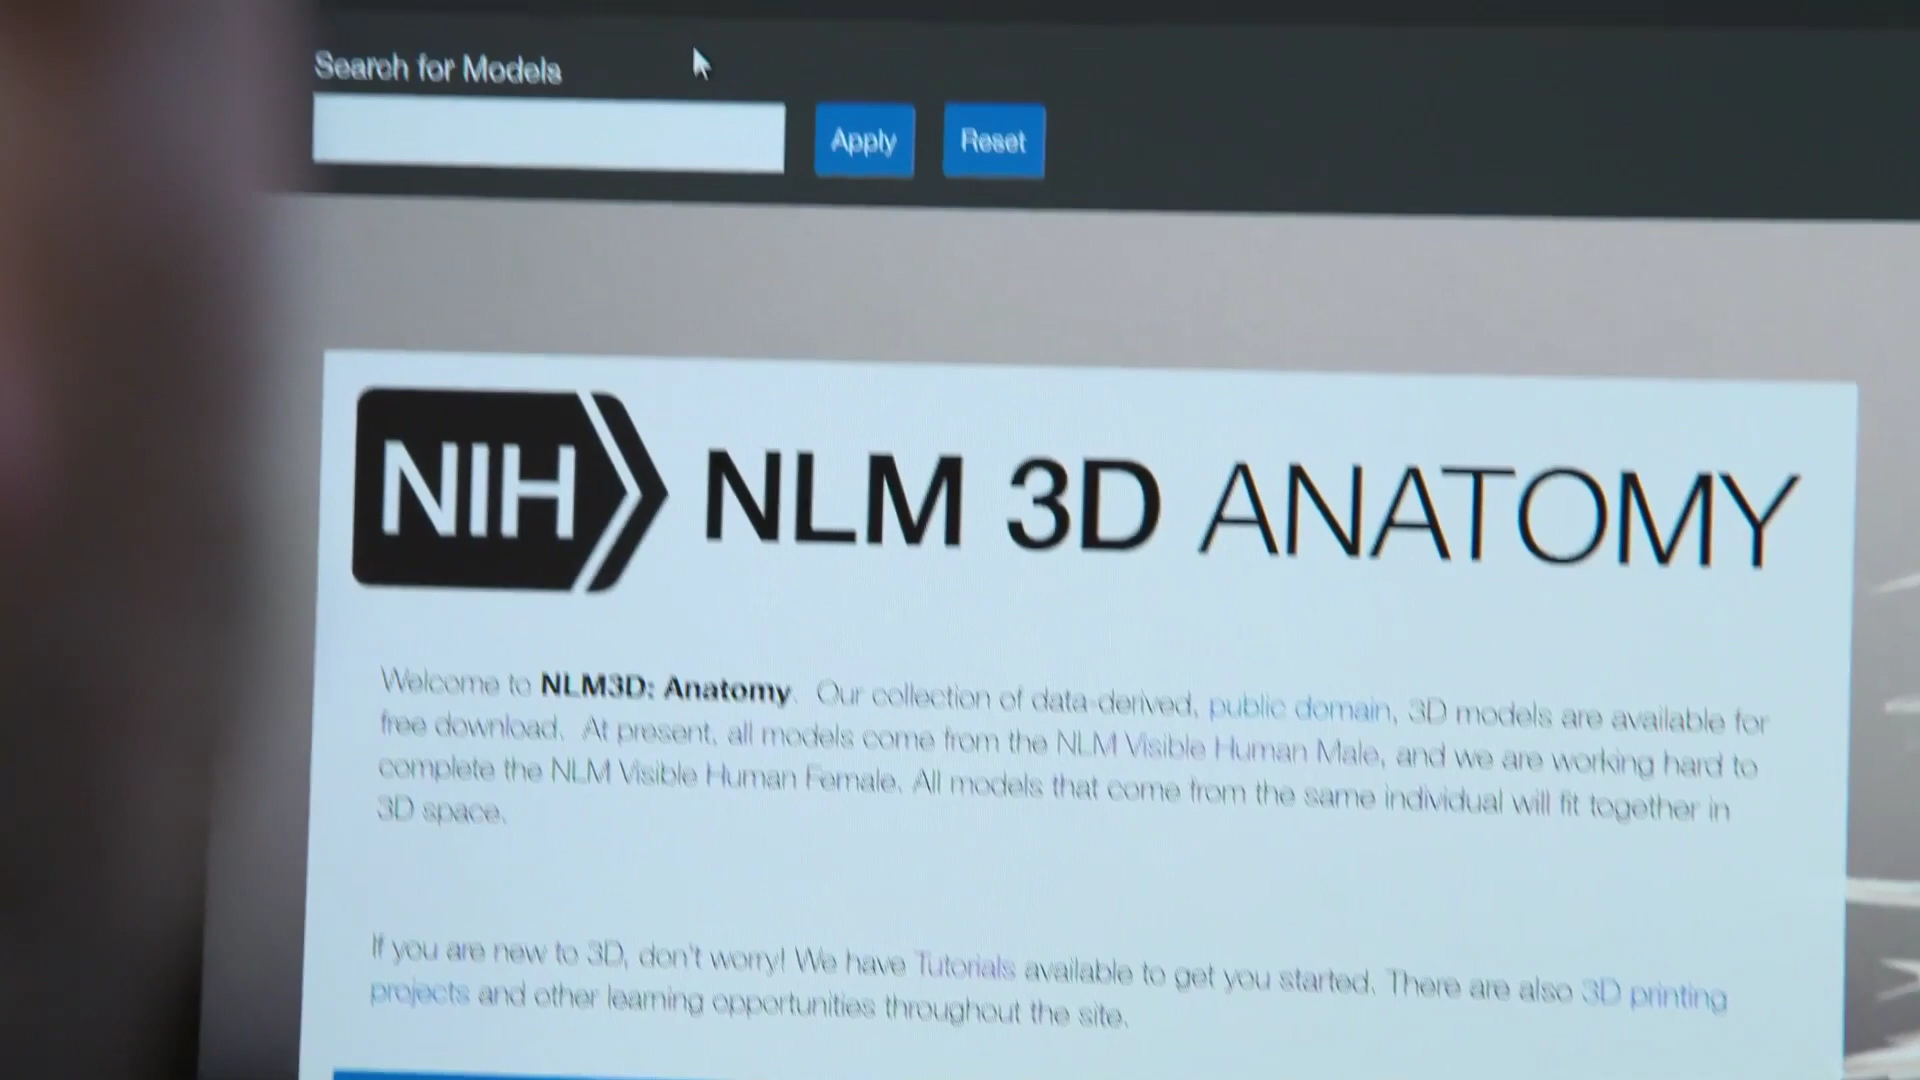 Search for Models
Apply Reset
NIH NLM 3D ANATOMY
Welcome to NLM3D: Anatomy. Our collection of data-derived, public domain, 3D models are available for
free download. At present, all models come from the NLM Visible Human Male, and we are working hard to
complete the NLM Visible Human Female. All models that come from the same individual will fit together in
3D space.
If you are new to 3D, don't worry! We have Tutorials available to get you started. There are also 3D printing
projects and other learning opportunities throughout the site.